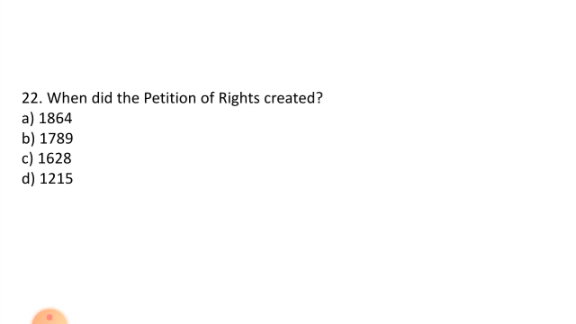 22. When did the Petition of Rights created?
a) 1864
b) 1789
c) 1628
d) 1215